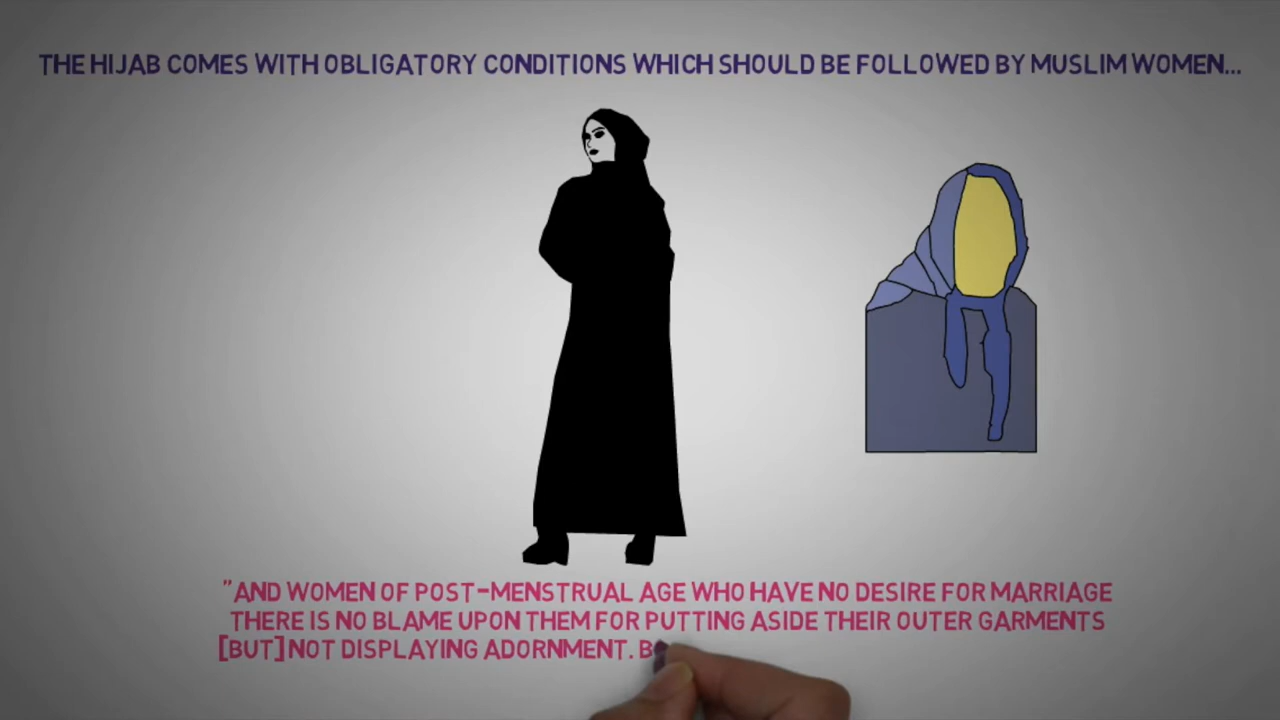 THE HIJAB COMES WITH OBLIGATORY CONDITIONS WHICH SHOULD BE FOLLOWED BY MUSLIM WOMEN...
"AND WOMEN OF POST-MENSTRUAL AGE WHO HAVE NO DESIRE FOR MARRIAGE
THERE IS NO BLAME UPON THEM FOR PUTTING ASIDE THEIR OUTER GARMENTS
[BUT] NOT DISPLAYING ADORNMENT. B